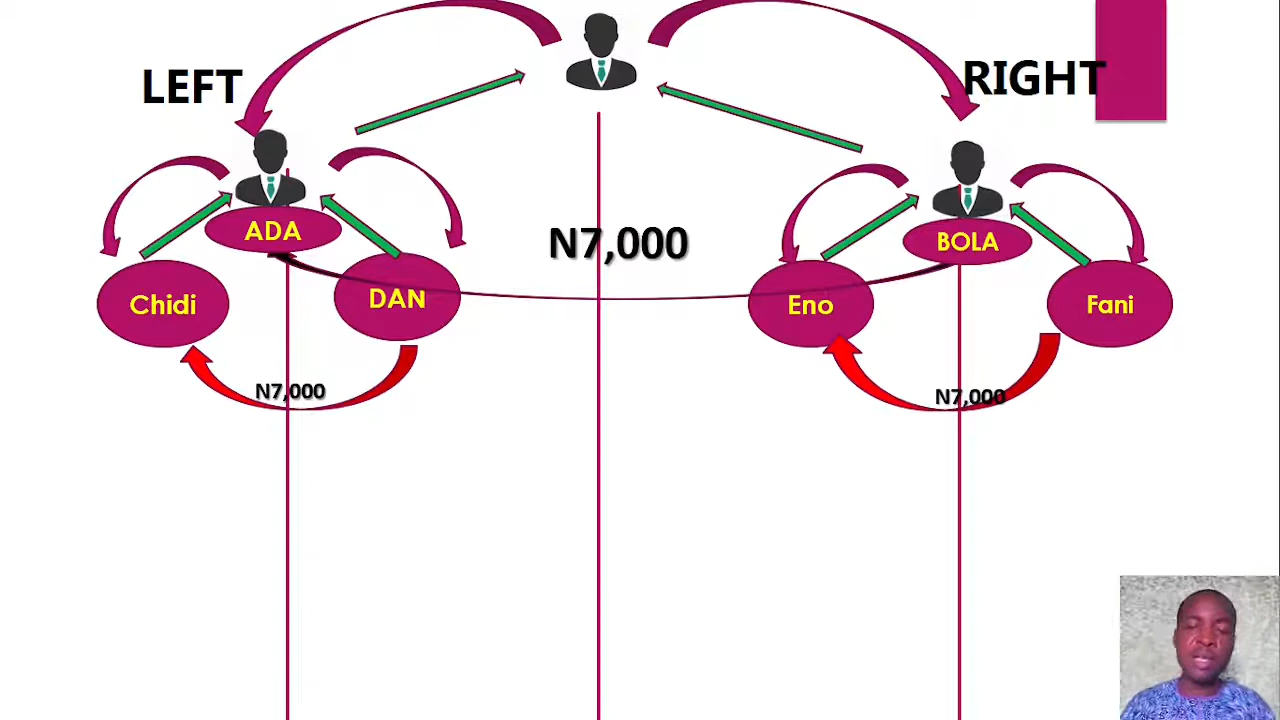 LEFT
RIGHT
ADA
N7,000
BOLA
Chidi
DAN
Eno
Fani
N7,000
N7,000